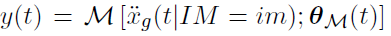 y(t) = ℳ [ẍ_g(t|IM = im); θ_ℳ(t)]